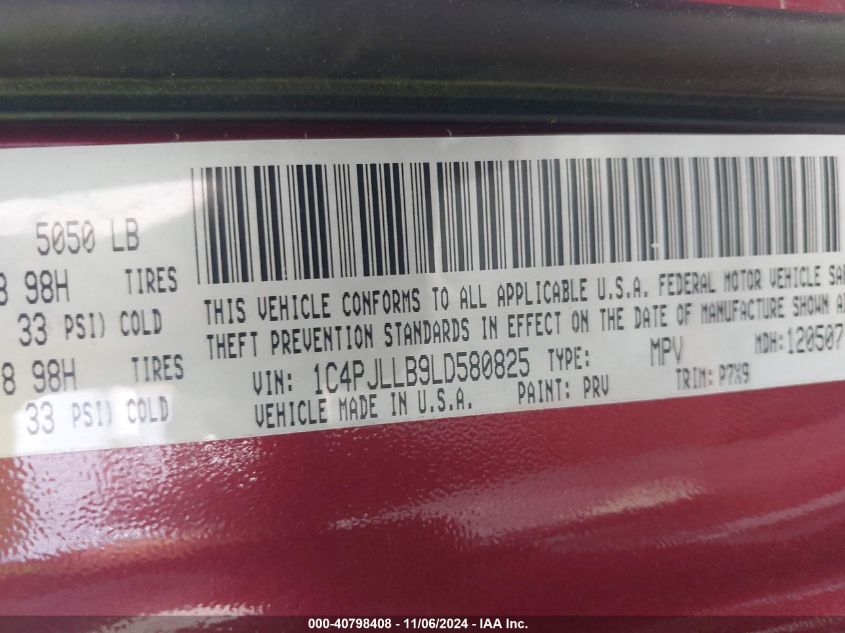 5050 LB
8 98H TIRES
33 PSI) COLD
8 98H
33 PSI) COLD
THIS VEHICLE CONFORMS TO ALL APPLICABLE U.S.A. FEDERAL MOTOR VEHICLE SA
THEFT PREVENTION STANDARDS IN EFFECT ON THE DATE OF MANUFACTURE SHOWN A
VIN: 1C4PJLLB9LD580825 TYPE: MPV MDH:120507
VEHICLE MADE IN U.S.A. PAINT: PRV TRIM: P7X9
000-40798408 - 11/06/2024 - IAA Inc.